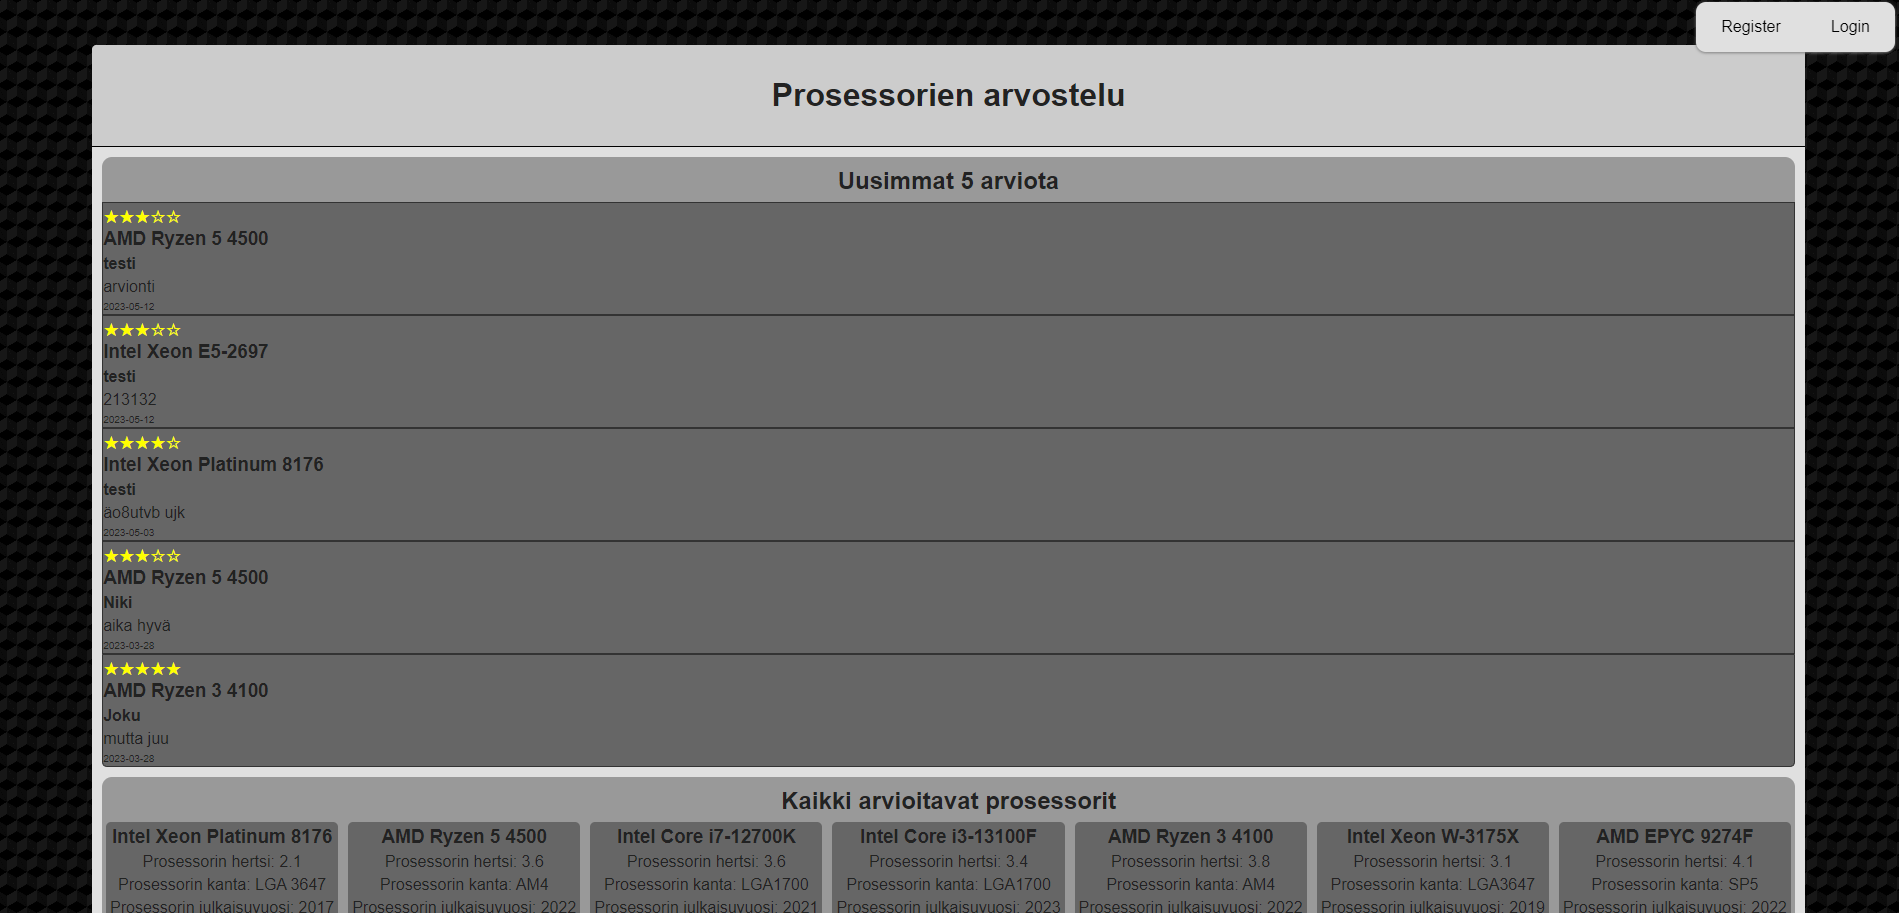 Register Login
Prosessorien arvostelu
Uusimmat 5 arviota
★★★☆☆
AMD Ryzen 5 4500
testi
arvionti
2023-05-12
★★★☆☆
Intel Xeon E5-2697
testi
213132
2023-05-12
★★★★☆
Intel Xeon Platinum 8176
testi
äo8utvb ujk
2023-05-03
★★★☆☆
AMD Ryzen 5 4500
Niki
aika hyvä
2023-03-28
★★★★★
AMD Ryzen 3 4100
Joku
mutta juu
2023-03-28
Kaikki arvioitavat prosessorit
Intel Xeon Platinum 8176
Prosessorin hertsi: 2.1
Prosessorin kanta: LGA 3647
Prosessorin julkaisuvuosi: 2017
AMD Ryzen 5 4500
Prosessorin hertsi: 3.6
Prosessorin kanta: AM4
Prosessorin julkaisuvuosi: 2022
Intel Core i7-12700K
Prosessorin hertsi: 3.6
Prosessorin kanta: LGA1700
Prosessorin julkaisuvuosi: 2021
Intel Core i3-13100F
Prosessorin hertsi: 3.4
Prosessorin kanta: LGA1700
Prosessorin julkaisuvuosi: 2023
AMD Ryzen 3 4100
Prosessorin hertsi: 3.8
Prosessorin kanta: AM4
Prosessorin julkaisuvuosi: 2022
Intel Xeon W-3175X
Prosessorin hertsi: 3.1
Prosessorin kanta: LGA3647
Prosessorin julkaisuvuosi: 2019
AMD EPYC 9274F
Prosessorin hertsi: 4.1
Prosessorin kanta: SP5
Prosessorin julkaisuvuosi: 2022